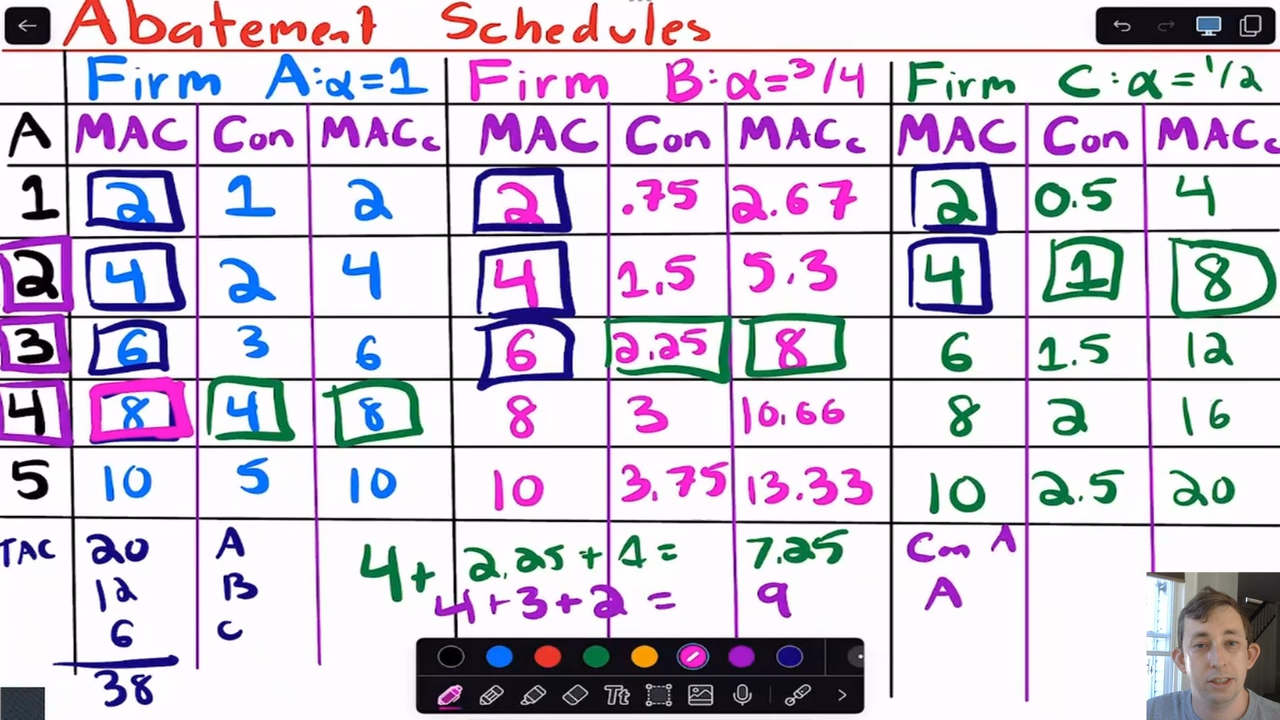 Abatement Schedules
Firm A: α=1 Firm B: α=3/4 Firm C: α=1/2
A MAC Con MACc MAC Con MACc MAC Con MACc
1 2 1 2 2 .75 2.67 2 0.5 4
2 4 2 4 4 1.5 5.3 4 1 8
3 6 3 6 6 2.25 8 6 1.5 12
4 8 4 8 8 3 10.66 8 2 16
5 10 5 10 10 3.75 13.33 10 2.5 20
TAC 20 A 4+ 2.25+1= 7.25 Con A
12 B 4+3+2= 9 A
6 C
38
Tt